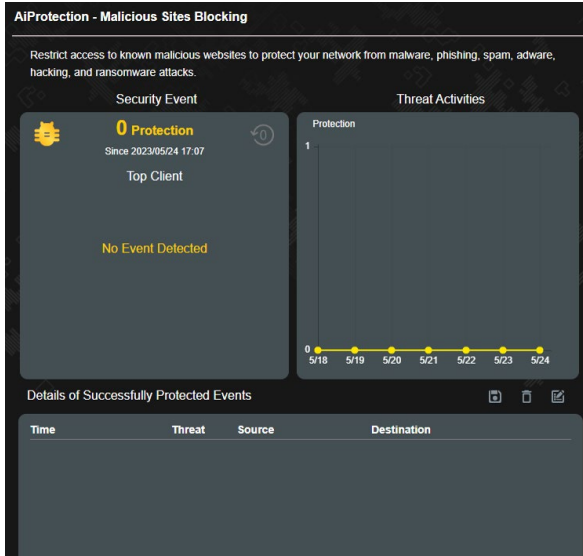 AiProtection - Malicious Sites Blocking
Restrict access to known malicious websites to protect your network from malware, phishing, spam, adware,
hacking, and ransomware attacks.
Security Event
Threat Activities
0 Protection
Since 2023/05/24 17:07
Top Client
No Event Detected
0
Protection
1
0
5/18 5/19 5/20 5/21 5/22 5/23 5/24
Details of Successfully Protected Events
Time Threat Source Destination